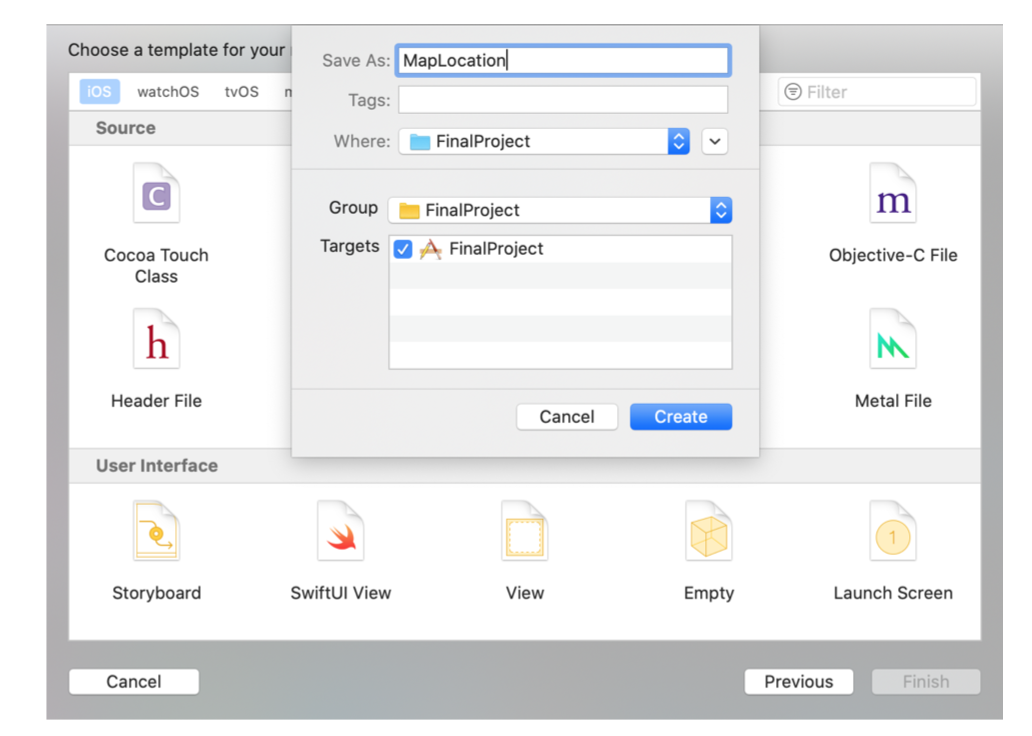 Choose a template for your
iOS watchOS tvOS
Filter
Save As: MapLocation
Tags:
Where: FinalProject
Group FinalProject
Targets FinalProject
Cancel Create
Source
C
m
Cocoa Touch
Class
Objective-C File
h
Header File
Metal File
User Interface
1
Storyboard SwiftUI View View Empty Launch Screen
Cancel Previous Finish